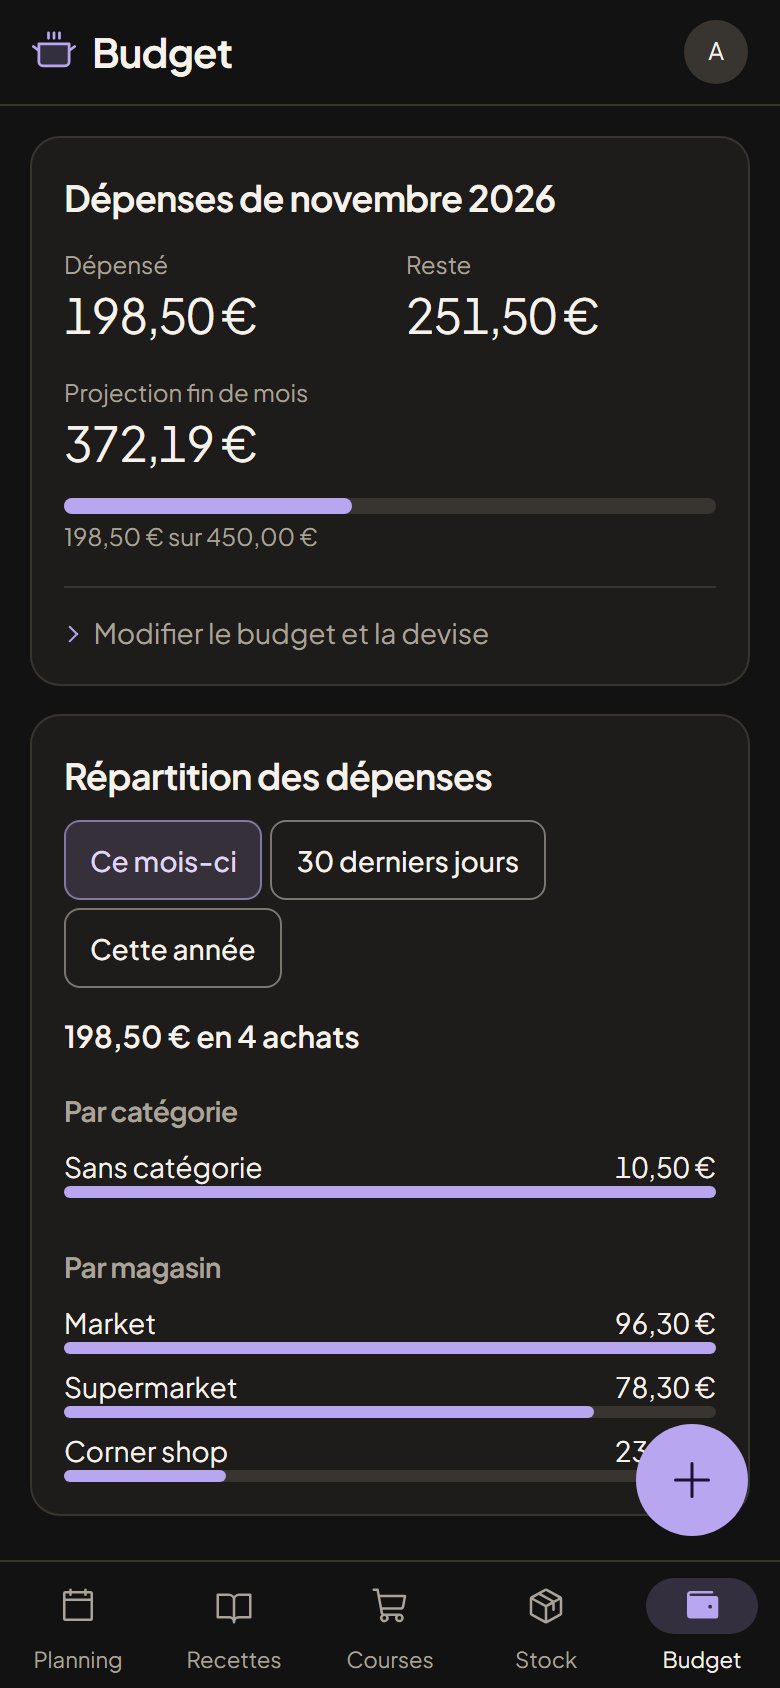 Budget
A
Dépenses de novembre 2026
Dépensé
Reste
198,50 €
251,50 €
Projection fin de mois
372,19 €
198,50 € sur 450,00 €
Modifier le budget et la devise
Répartition des dépenses
Ce mois-ci
30 derniers jours
Cette année
198,50 € en 4 achats
Par catégorie
Sans catégorie
10,50 €
Par magasin
Market
96,30 €
Supermarket
78,30 €
Corner shop
Planning
Recettes
Courses
Stock
Budget